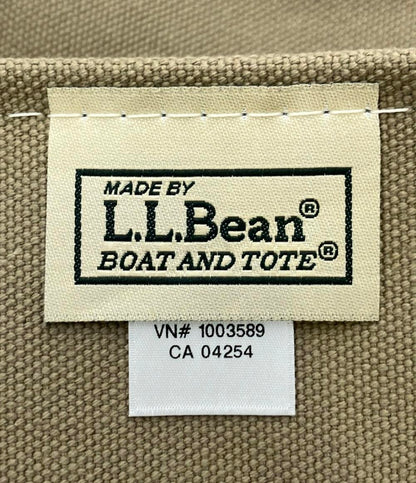 MADE BY
L.L.Bean®
BOAT AND TOTE®
VN# 1003589
CA 04254